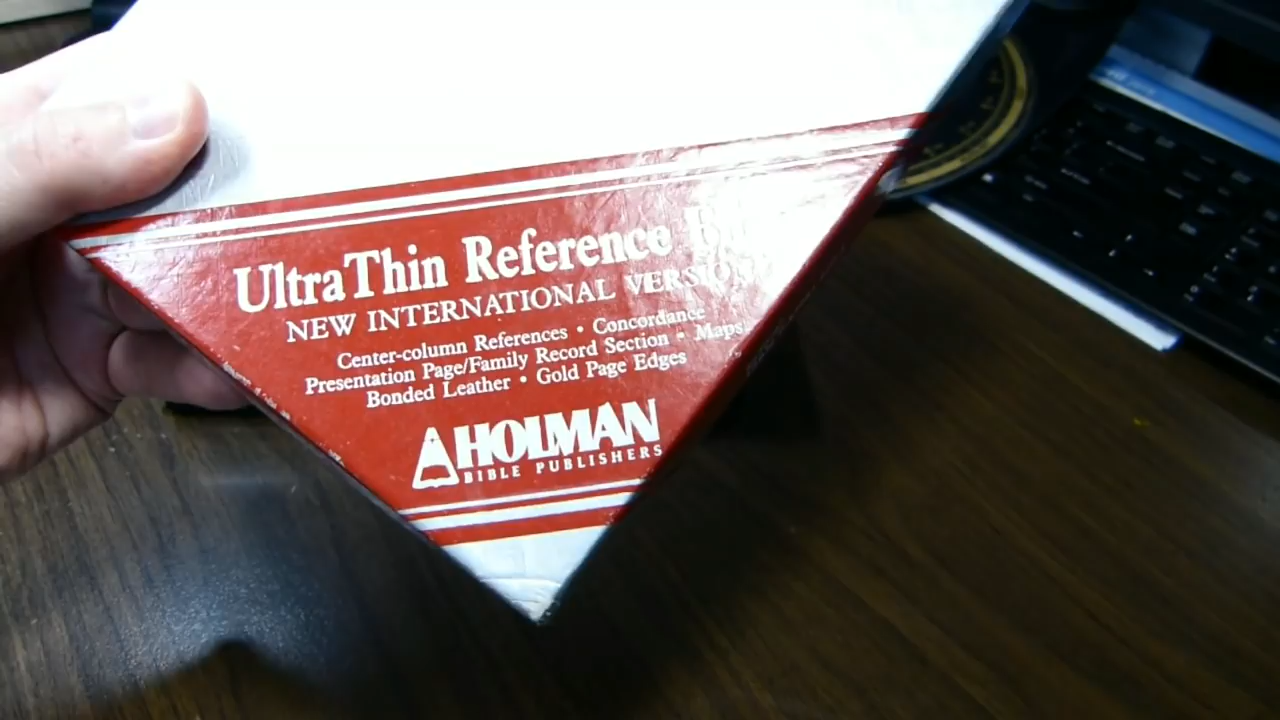 UltraThin Reference
NEW INTERNATIONAL VERSION
Center-column References • Concordance
Presentation Page/Family Record Section • Maps
Bonded Leather • Gold Page Edges
HOLMAN
BIBLE PUBLISHERS